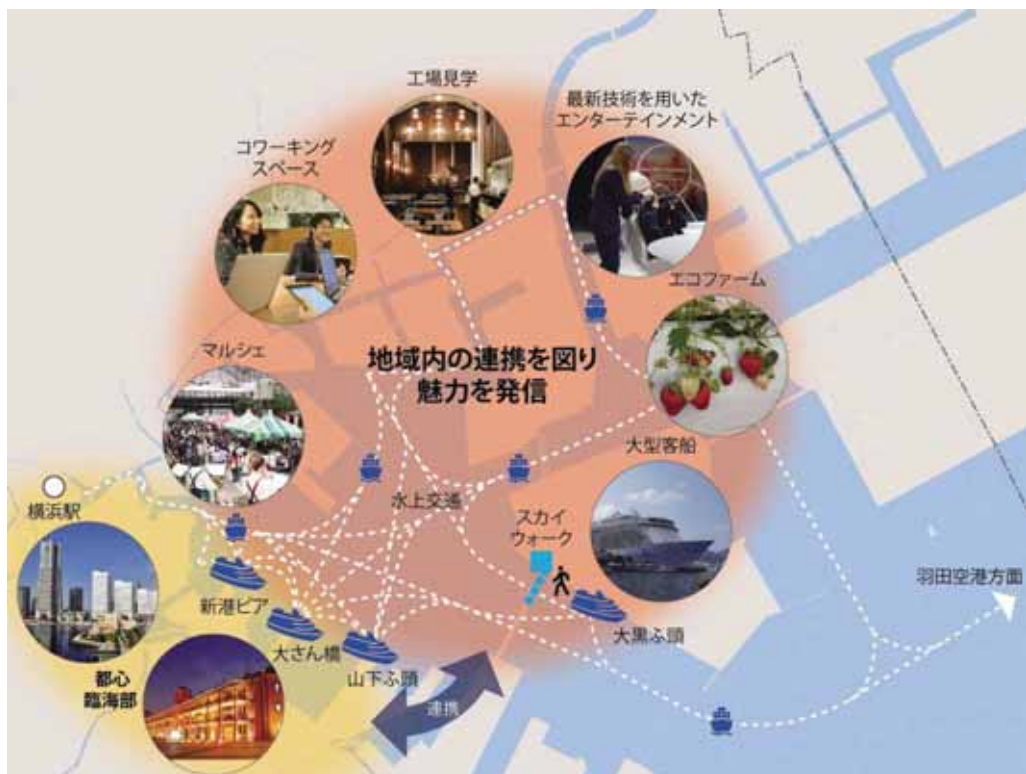 工場見学
最新技術を用いた
エンターテインメント
コワーキング
スペース
エコファーム
マルシェ
地域内の連携を図り
魅力を発信
大型客船
横浜駅
水上交通
スカイ
ウォーク
羽田空港方面
新港ピア
大さん橋
山下ふ頭
大黒ふ頭
都心
臨海部
連携